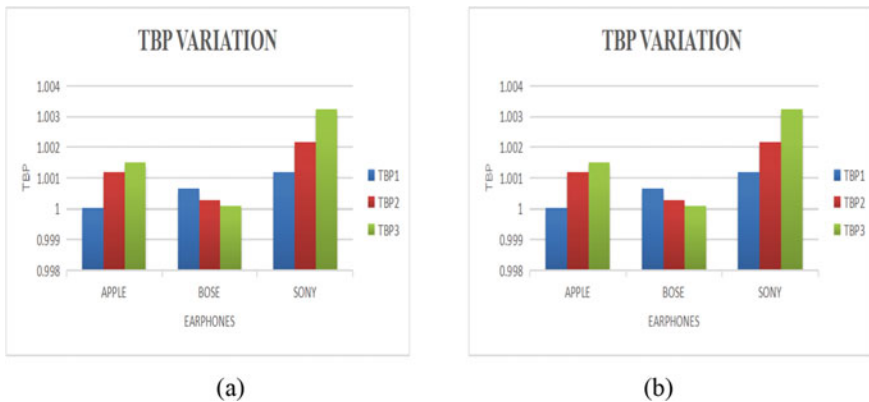 TBP VARIATION
1.004
1.003
1.002
1.001
1
0.999
0.998
TBP
APPLE BOSE SONY
EARPHONES
TBP1
TBP2
TBP3
(a)
TBP VARIATION
1.004
1.003
1.002
1.001
1
0.999
0.998
TBP
APPLE BOSE SONY
EARPHONES
TBP1
TBP2
TBP3
(b)